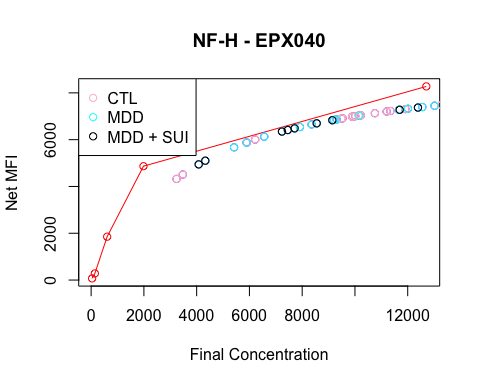 NF-H - EPX040
CTL
MDD
MDD + SUI
Net MFI
0
2000
6000
0
2000
4000
6000
8000
12000
Final Concentration